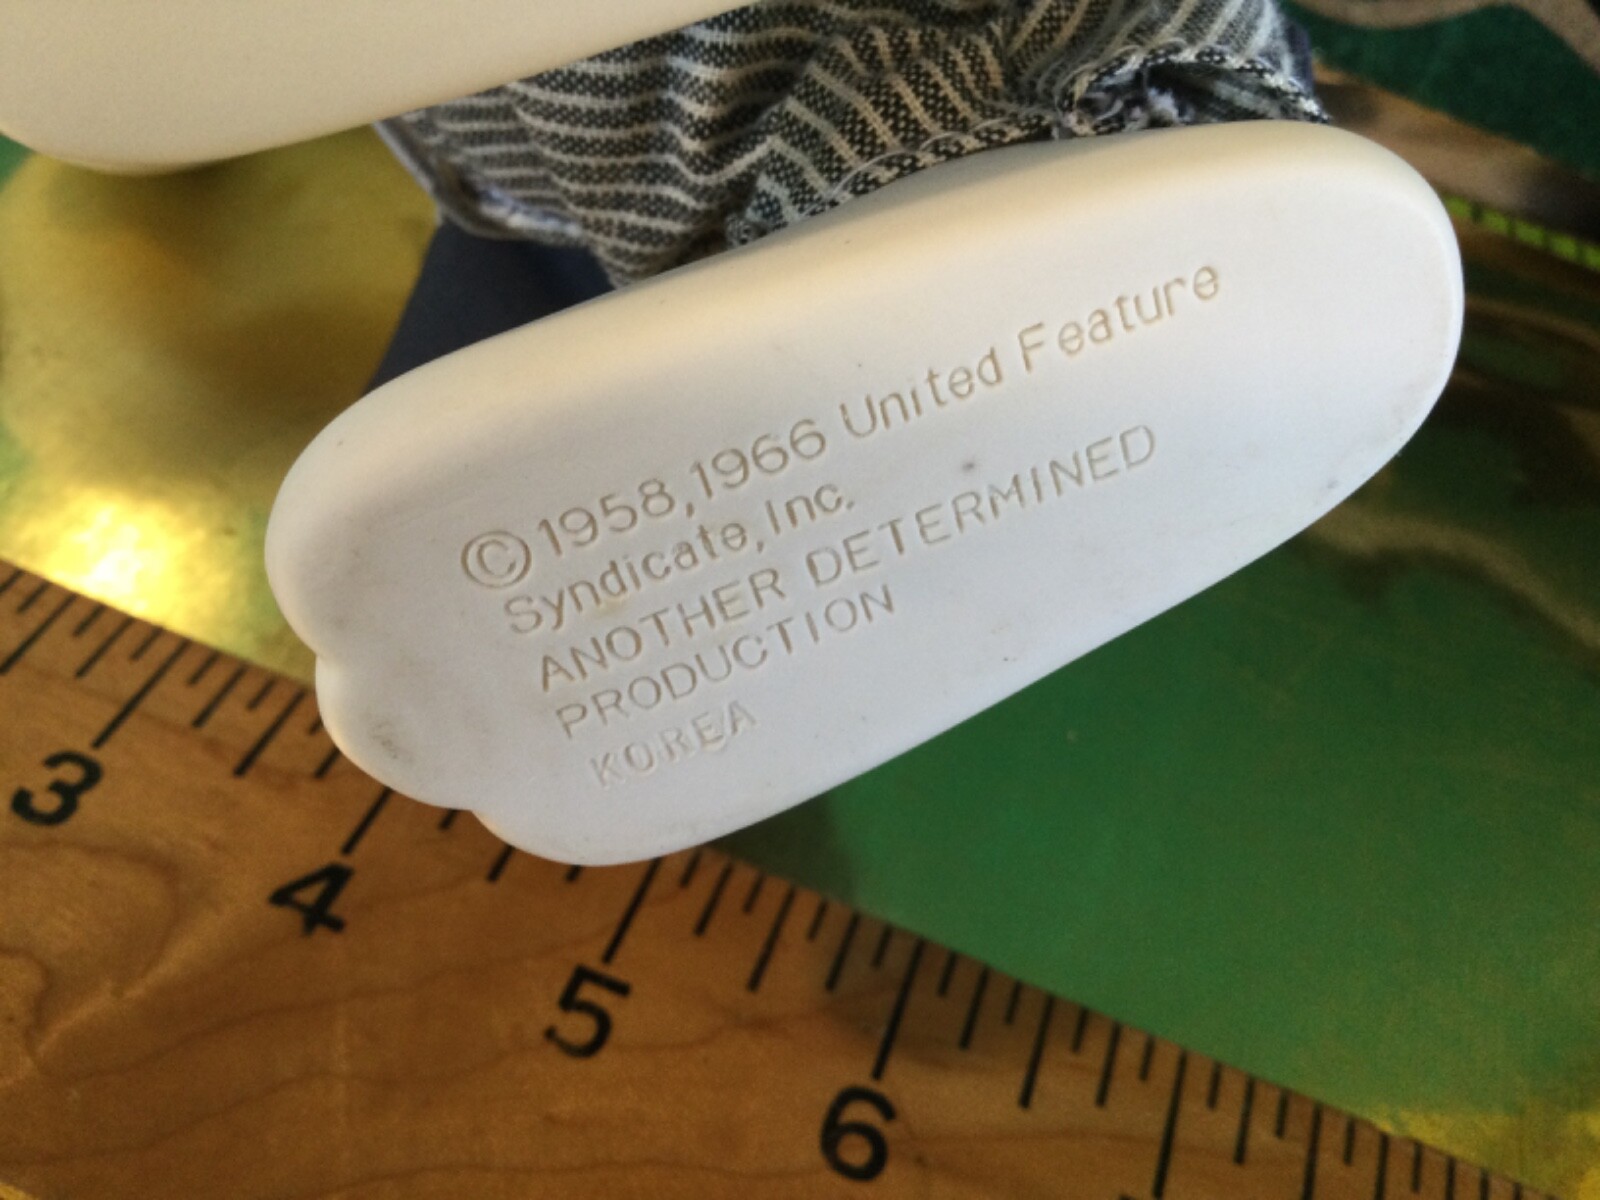 ©1958,1966 United Feature
Syndicate, Inc.
ANOTHER DETERMINED
PRODUCTION
KOREA
3
4
5
6